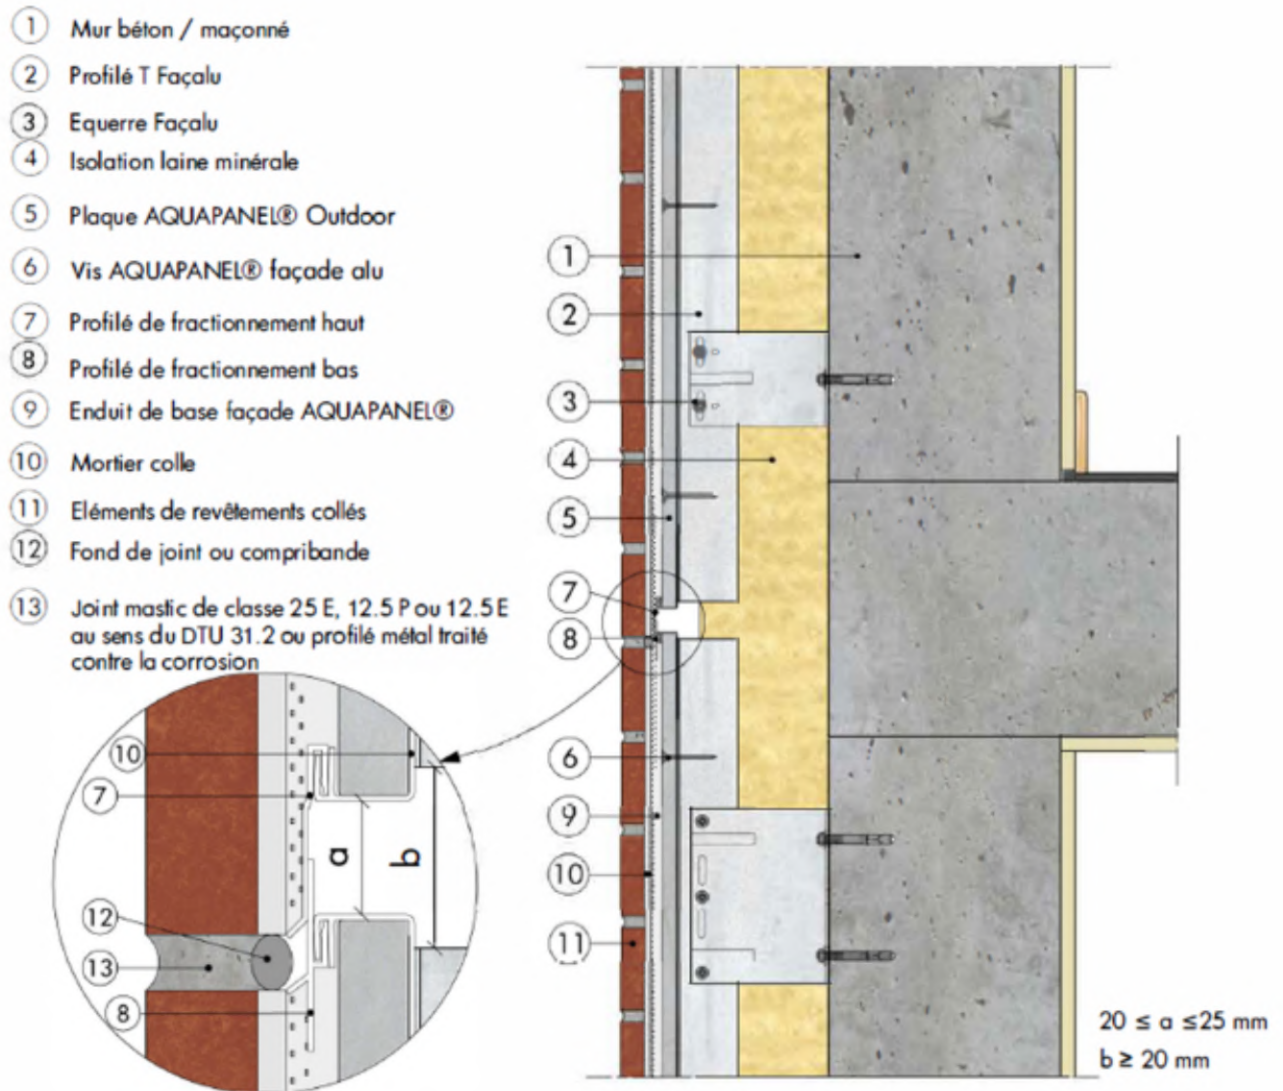 1 Mur béton / maçonné
2 Profilé T Façalu
3 Equerre Façalu
4 Isolation laine minérale
5 Plaque AQUAPANEL® Outdoor
6 Vis AQUAPANEL® façade alu
7 Profilé de fractionnement haut
8 Profilé de fractionnement bas
9 Enduit de base façade AQUAPANEL®
10 Mortier colle
11 Eléments de revêtements collés
12 Fond de joint ou compribande
13 Joint mastic de classe 25 E, 12.5 P ou 12.5 E
au sens du DTU 31.2 ou profilé métal traité
contre la corrosion
1
2
3
4
5
7
8
6
9
10
11
10
7
a
b
12
13
8
20 ≤ a ≤25 mm
b ≥ 20 mm